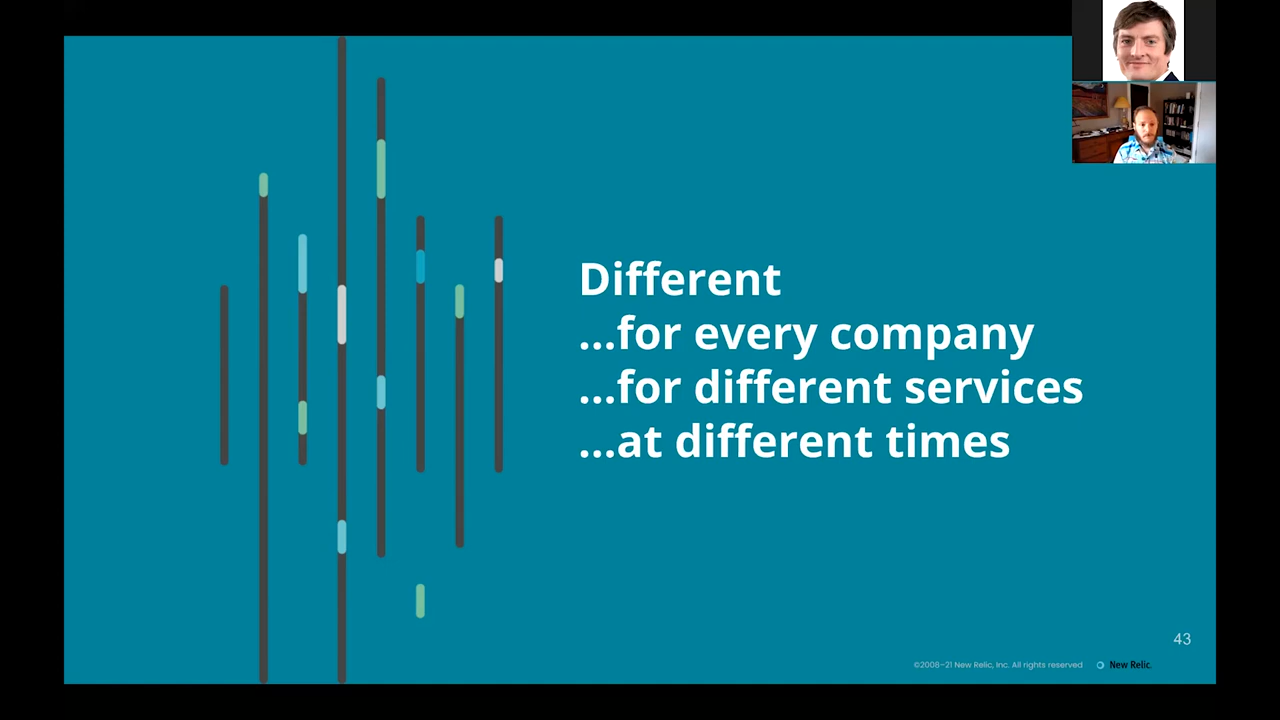 Different
...for every company
...for different services
...at different times
43
©2008–21 New Relic, Inc. All rights reserved
New Relic.